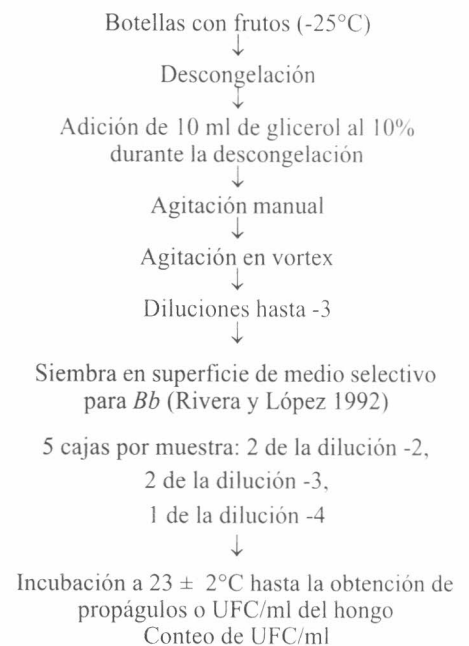 Botellas con frutos (-25°C)
↓
Descongelación
↓
Adición de 10 ml de glicerol al 10%
durante la descongelación
↓
Agitación manual
↓
Agitación en vortex
↓
Diluciones hasta -3
↓
Siembra en superficie de medio selectivo
para Bb (Rivera y López 1992)
5 cajas por muestra: 2 de la dilución -2,
2 de la dilución -3,
1 de la dilución -4
↓
Incubación a 23 ± 2°C hasta la obtención de
propágulos o UFC/ml del hongo
Conteo de UFC/ml